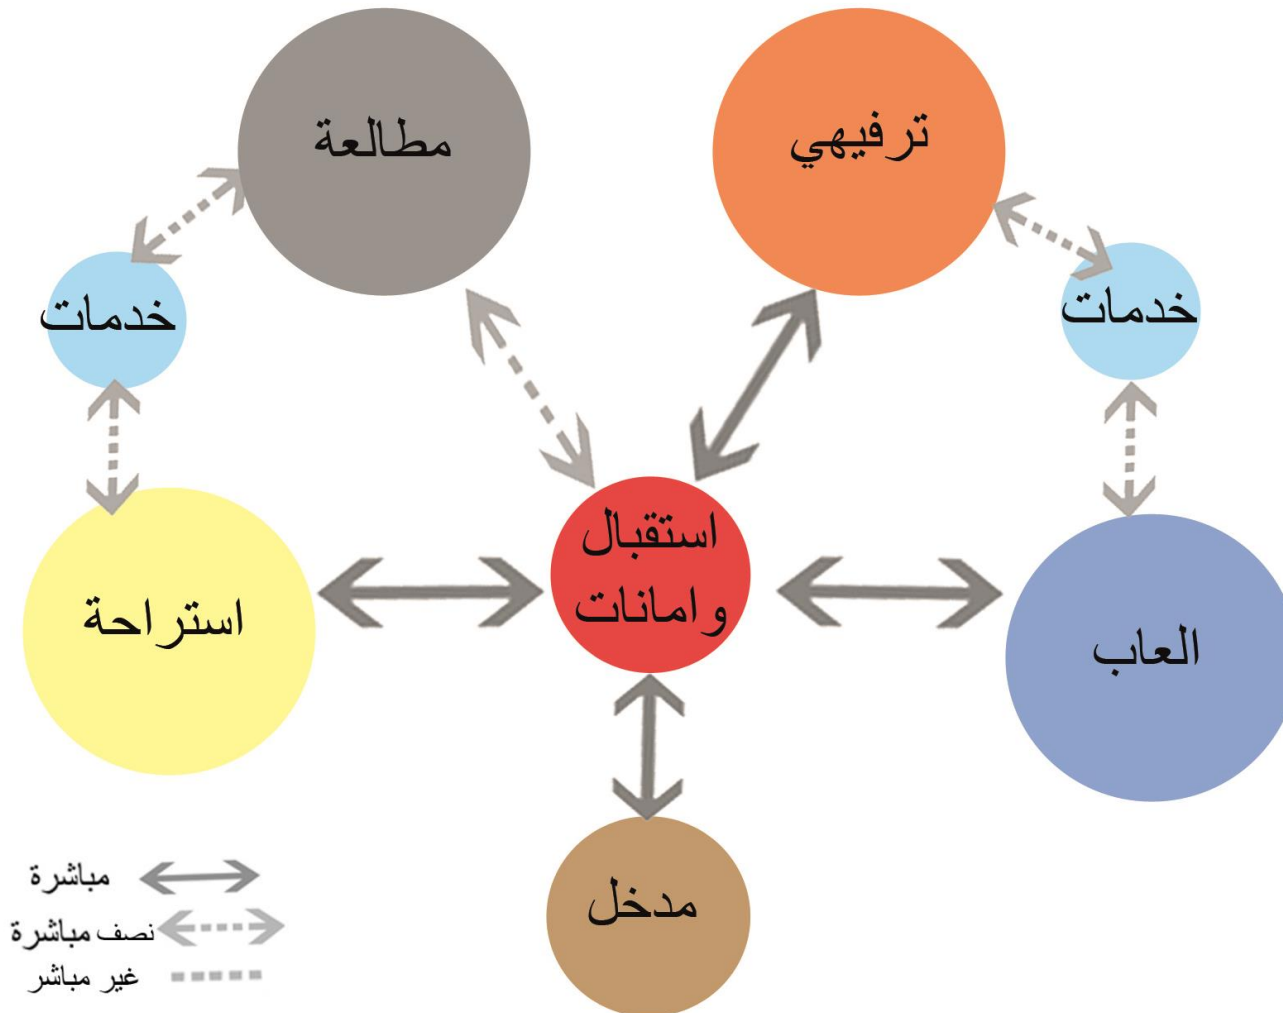 مطالعة
ترفيهي
خدمات
خدمات
استقبال
وامانات
استراحة
العاب
مدخل
مباشرة
نصف مباشرة
غير مباشر